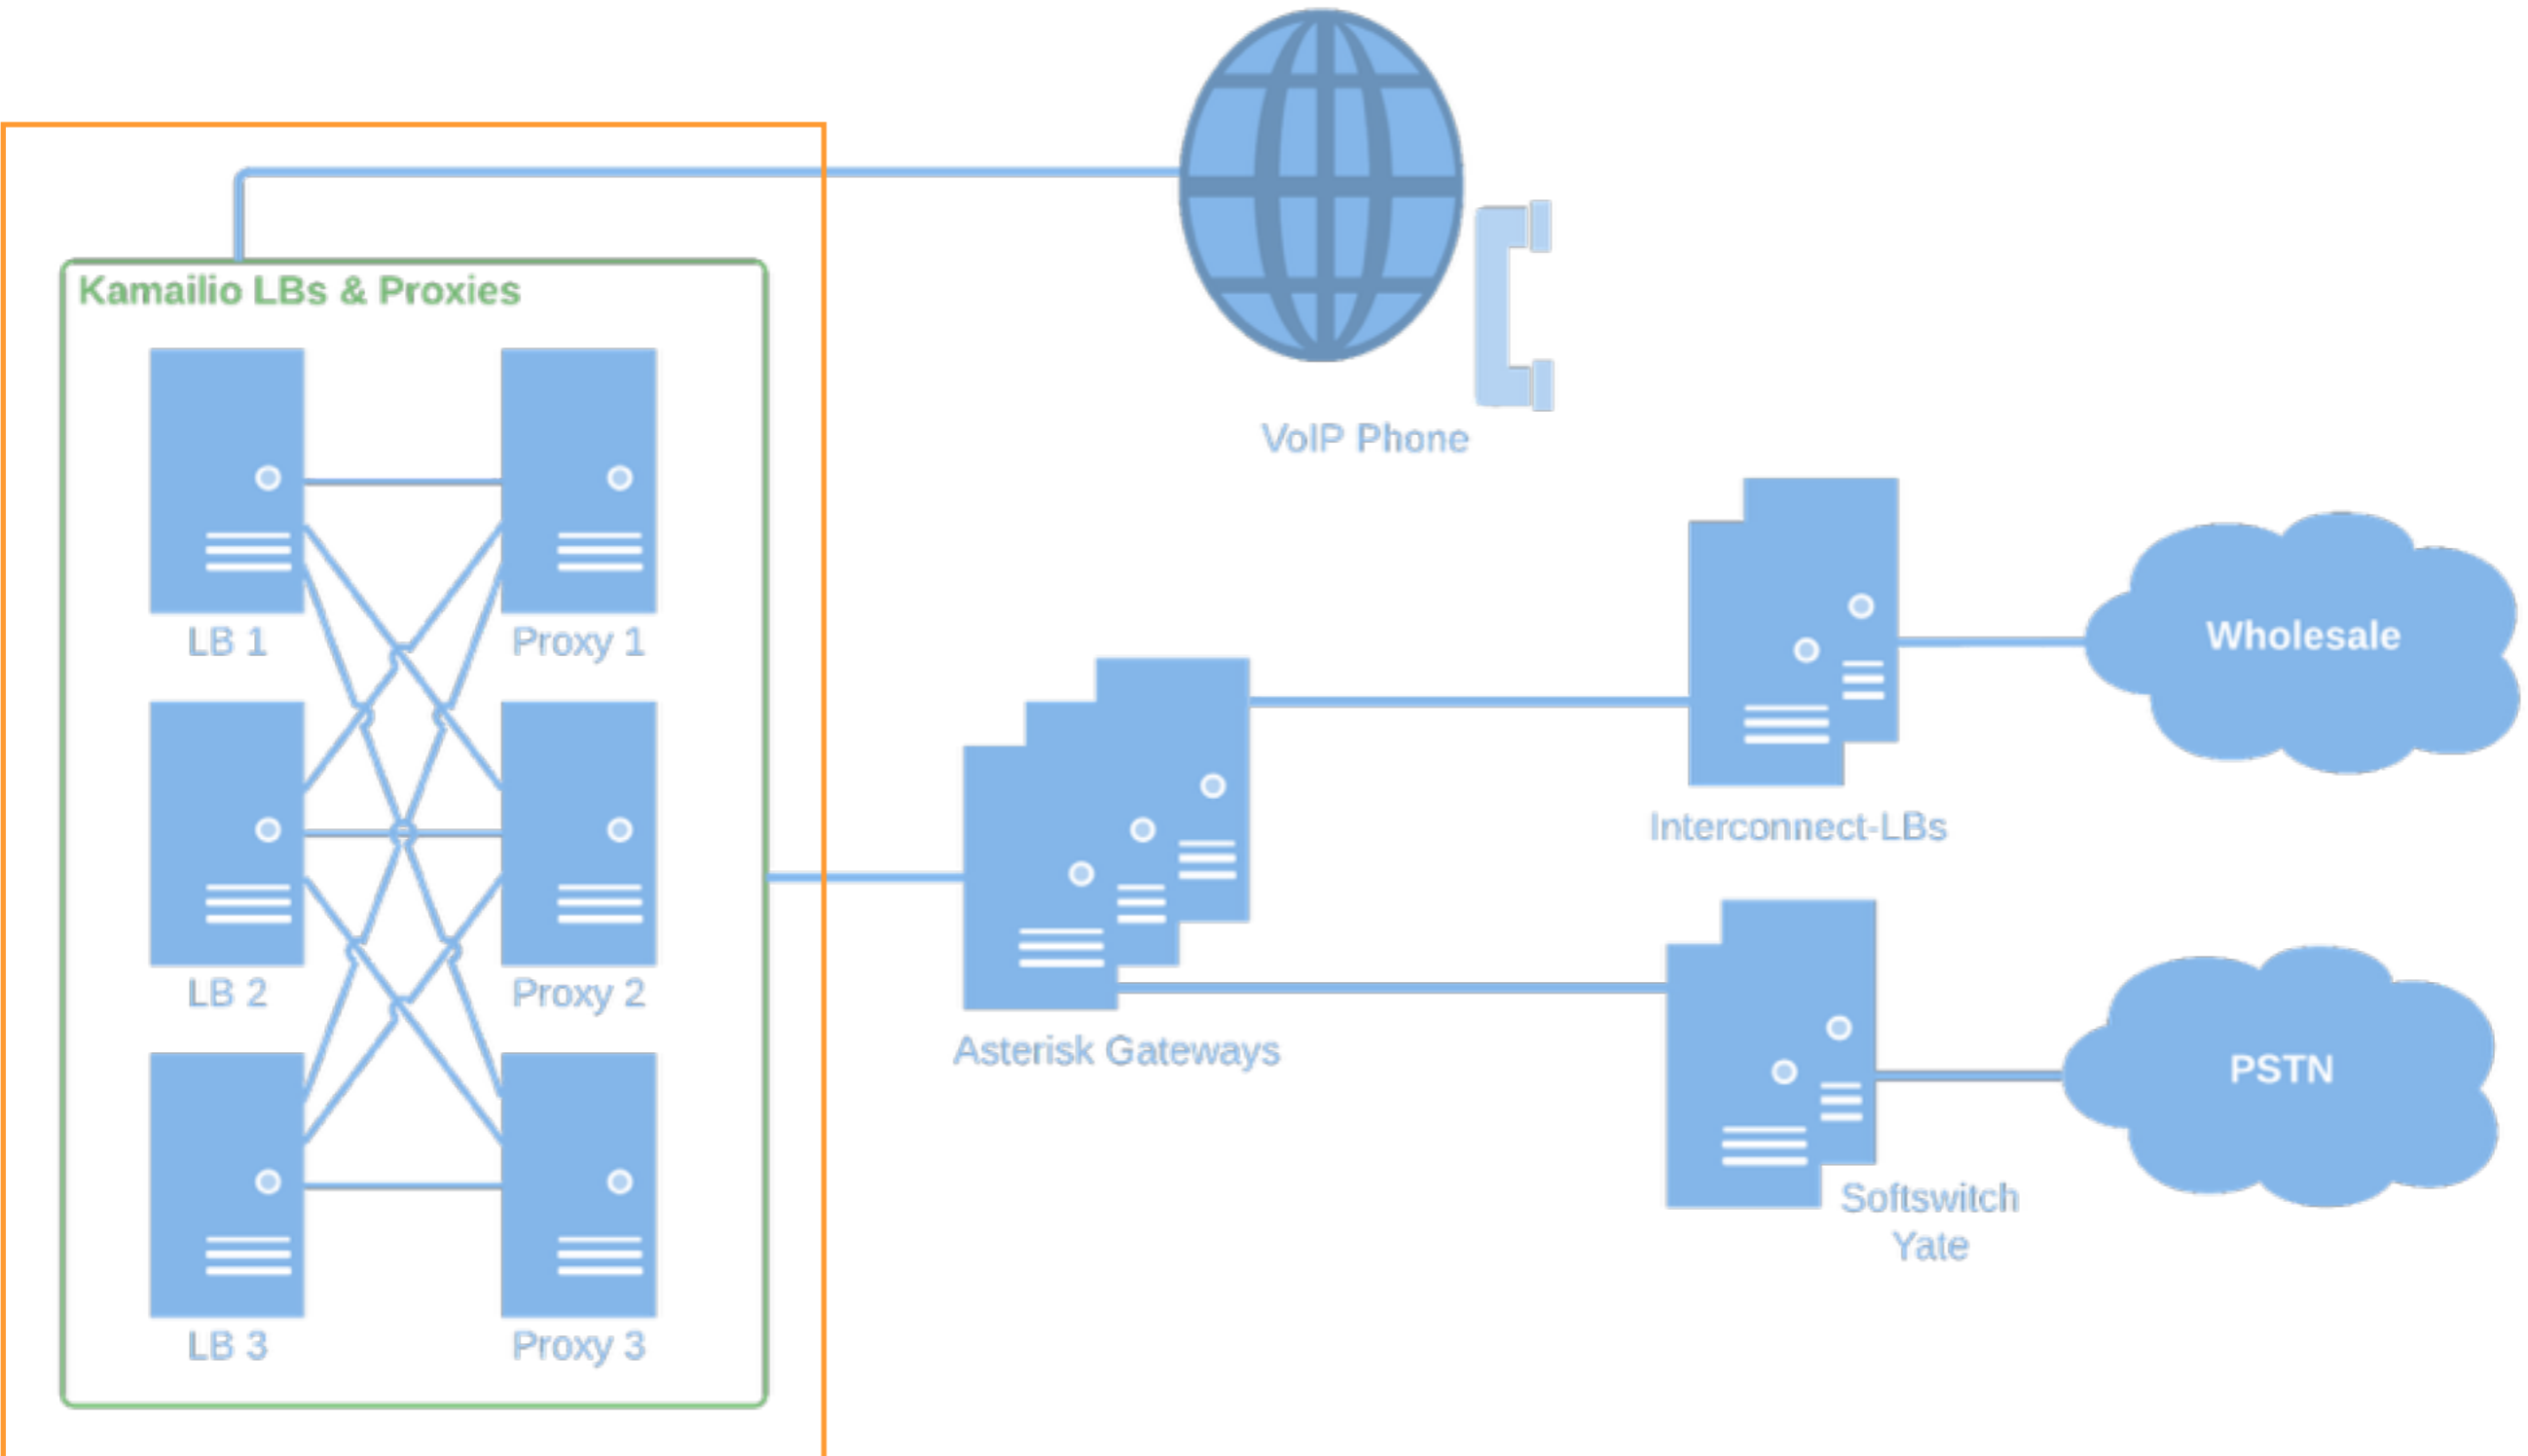 Kamailio LBs & Proxies
LB 1
Proxy 1
LB 2
Proxy 2
LB 3
Proxy 3
VoIP Phone
Asterisk Gateways
Interconnect-LBs
Wholesale
Softswitch
Yate
PSTN